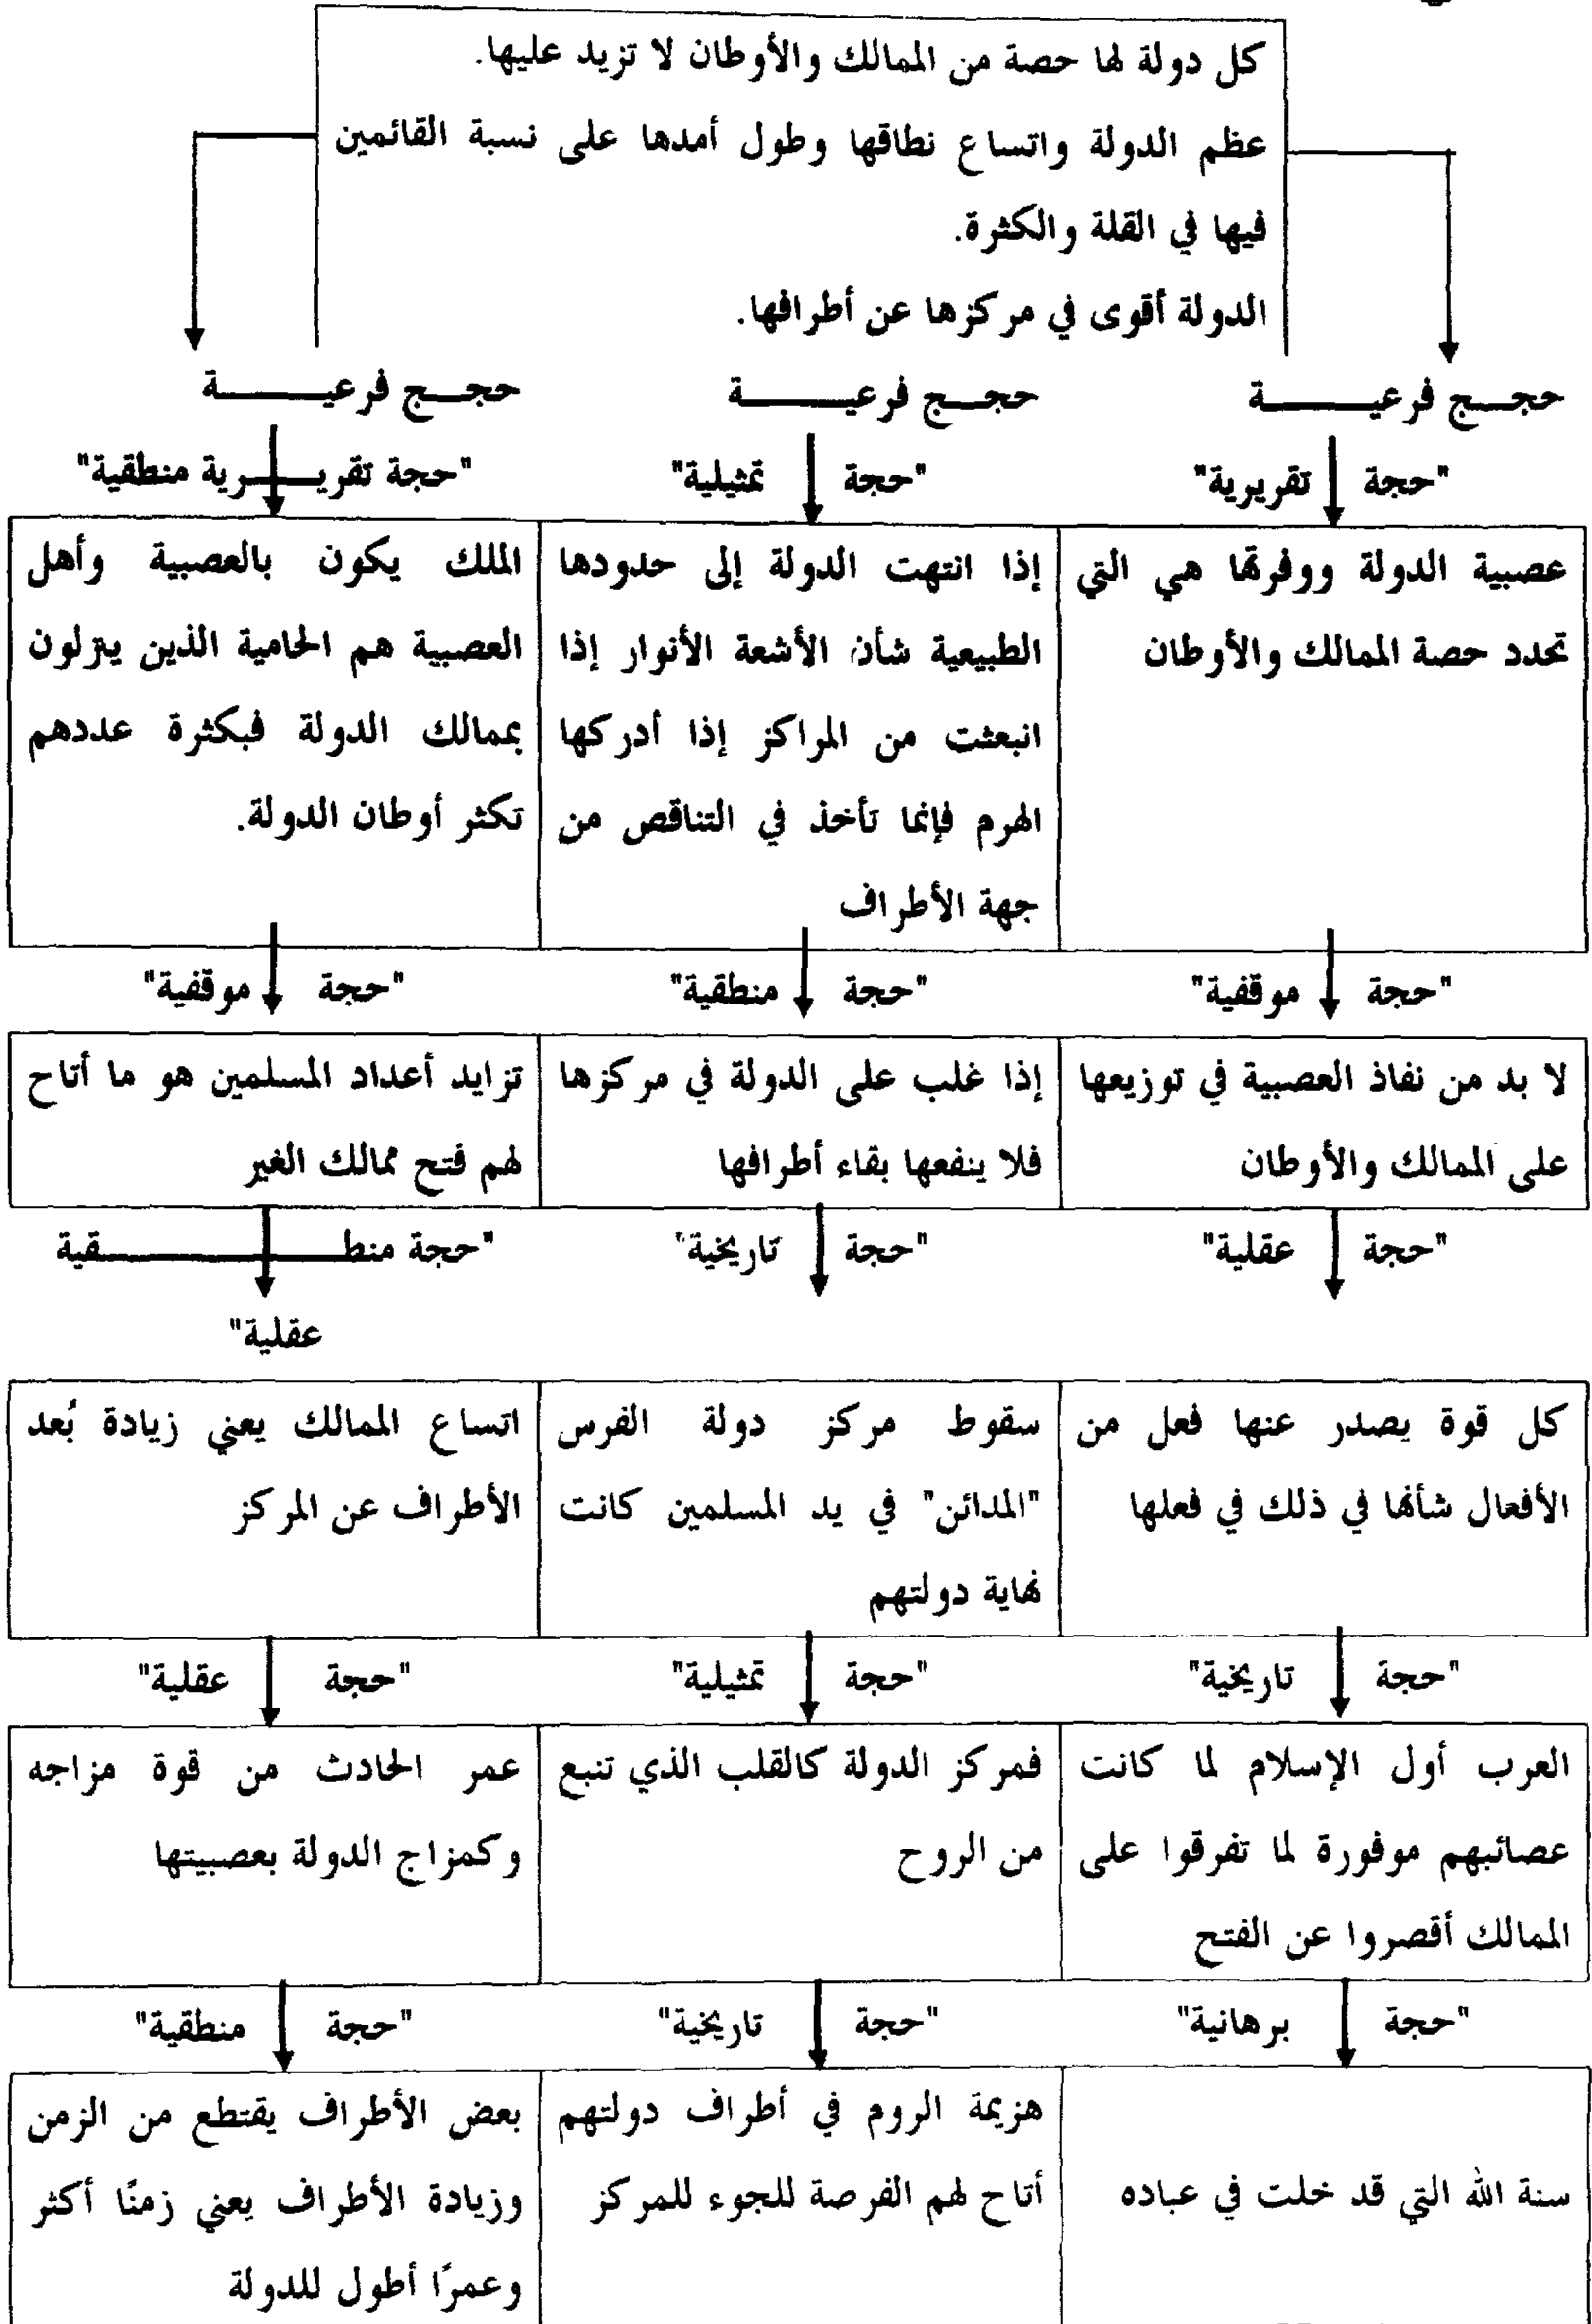 كل دولة لها حصة من الممالك والأوطان لا تزيد عليها.
عظم الدولة واتساع نطاقها وطول أمدها على نسبة القائمين
فيها في القلة والكثرة.
الدولة أقوى في مركزها عن أطرافها.
حجج فرعية
حجج فرعية
حجج فرعية
"حجة تقريرية"
"حجة تمثيلية"
"حجة تقريرية منطقية"
عصبية الدولة ووفرتها هي التي
تحدد حصة الممالك والأوطان
إذا انتهت الدولة إلى حدودها
الطبيعية شأن الأشعة الأنوار إذا
انبعثت من المراكز إذا أدركها
الهرم فإنما تأخذ في التناقص من
جهة الأطراف
الملك يكون بالعصبية وأهل
العصبية هم الحامية الذين ينزلون
بممالك الدولة فبكثرة عددهم
تكثر أوطان الدولة.
"حجة موقفية"
"حجة منطقية"
"حجة موقفية"
لا بد من نفاذ العصبية في توزيعها
على الممالك والأوطان
إذا غلب على الدولة في مركزها
فلا ينفعها بقاء أطرافها
تزايد أعداد المسلمين هو ما أتاح
لهم فتح ممالك الغير
"حجة عقلية"
"حجة تاريخية"
"حجة منطقية
عقلية"
كل قوة يصدر عنها فعل من
الأفعال شأنها في ذلك في فعلها
سقوط مركز دولة الفرس
"المدائن" في يد المسلمين كانت
نهاية دولتهم
اتساع الممالك يعني زيادة بُعد
الأطراف عن المركز
"حجة تاريخية"
"حجة تمثيلية"
"حجة عقلية"
العرب أول الإسلام لما كانت
عصائبهم موفورة لما تفرقوا على
الممالك أقصروا عن الفتح
فمركز الدولة كالقلب الذي تنبع
من الروح
عمر الحادث من قوة مزاجه
وكمزاج الدولة بعصبيتها
"حجة برهانية"
"حجة تاريخية"
"حجة منطقية"
سنة الله التي قد خلت في عباده
هزيمة الروم في أطراف دولتهم
أتاح لهم الفرصة للجوء للمركز
بعض الأطراف يقتطع من الزمن
وزيادة الأطراف يعني زمنًا أكثر
وعمرًا أطول للدولة